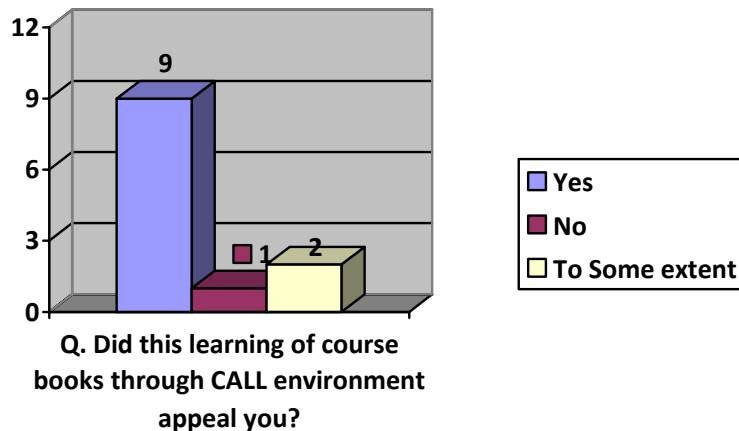 12
9
6
3
0
9
1
2
Yes
No
To Some extent
Q. Did this learning of course
books through CALL environment
appeal you?